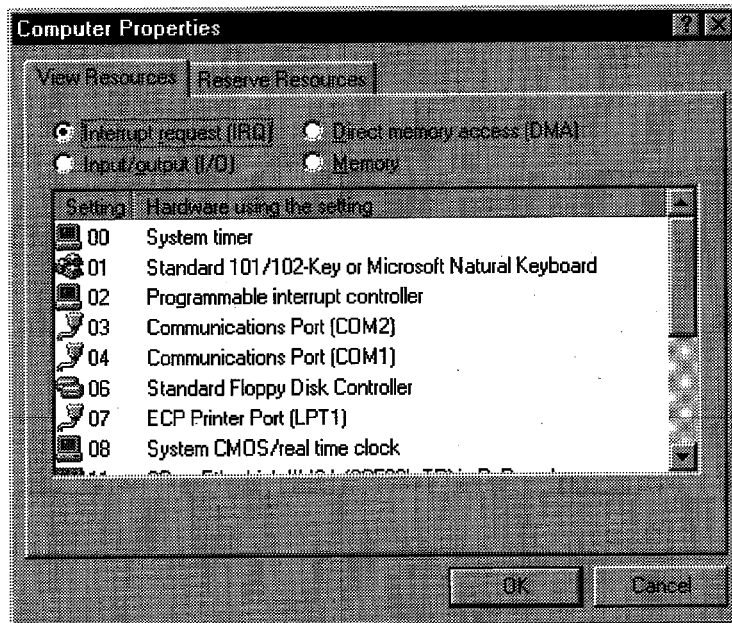 Computer Properties
View Resources Reserve Resources
Interrupt request (IRQ) Direct memory access (DMA)
Input/output (I/O) Memory
Setting Hardware using the setting
00 System timer
01 Standard 101/102-Key or Microsoft Natural Keyboard
02 Programmable interrupt controller
03 Communications Port (COM2)
04 Communications Port (COM1)
06 Standard Floppy Disk Controller
07 ECP Printer Port (LPT1)
08 System CMOS/real time clock
OK Cancel